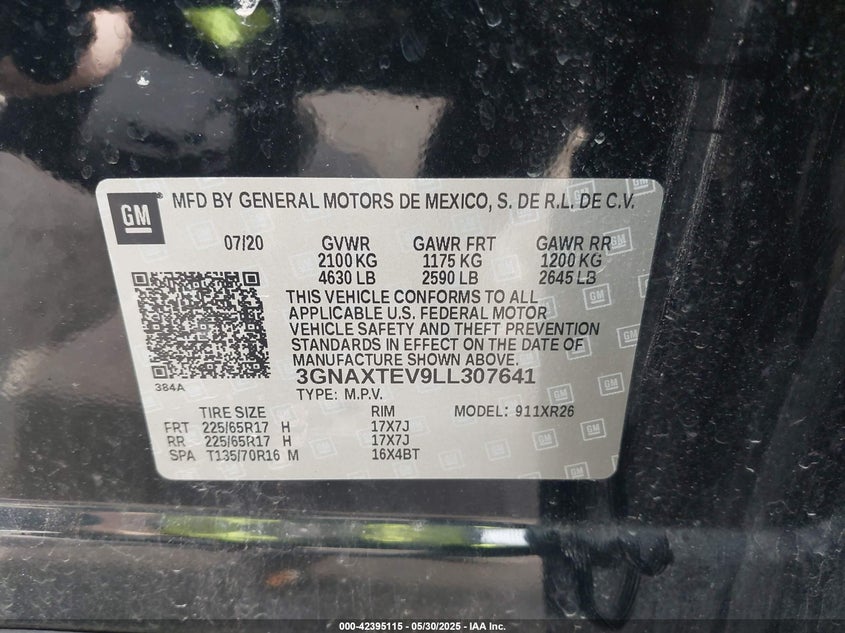 GM
MFD BY GENERAL MOTORS DE MEXICO, S. DE R.L. DE C.V.
07/20 GVWR GAWR FRT GAWR RR
2100 KG 1175 KG 1200 KG
4630 LB 2590 LB 2645 LB
THIS VEHICLE CONFORMS TO ALL
APPLICABLE U.S. FEDERAL MOTOR
VEHICLE SAFETY AND THEFT PREVENTION
STANDARDS IN EFFECT ON THE DATE OF
MANUFACTURE SHOWN ABOVE.
384A
3GNAXTEV9LL307641
TYPE: M.P.V.
TIRE SIZE RIM MODEL: 911XR26
FRT 225/65R17 H 17X7J
RR 225/65R17 H 17X7J
SPA T135/70R16 M 16X4BT
000-42395115 — 05/30/2025 — IAA Inc.